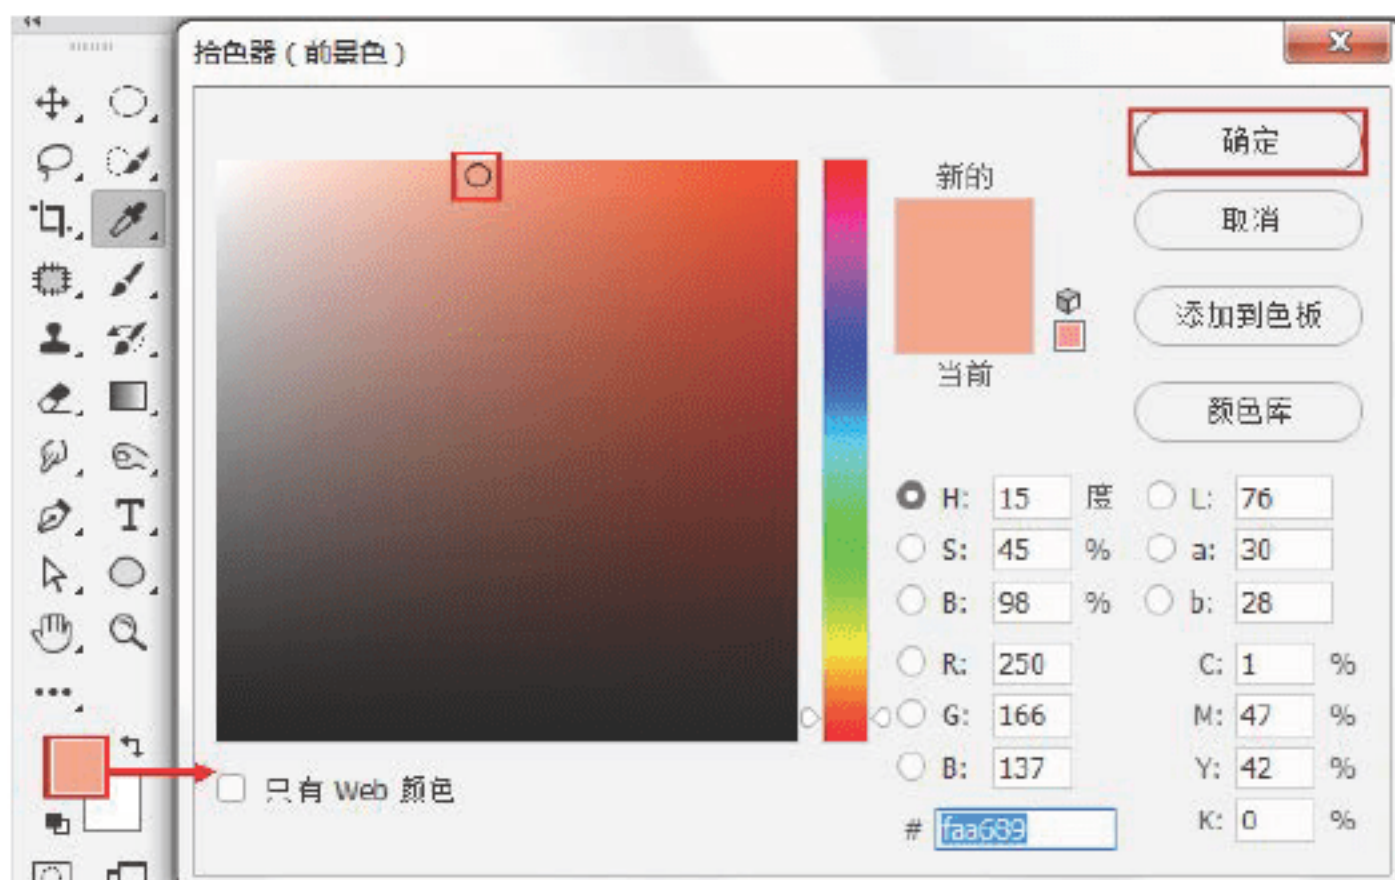 拾色器（前景色）
确定
新的
取消
添加到色板
当前
颜色库
H: 15 度
L: 76
S: 45 %
a: 30
B: 98 %
b: 28
R: 250
C: 1 %
G: 166
M: 47 %
B: 137
Y: 42 %
只有 Web 颜色
# faa689
K: 0 %
T